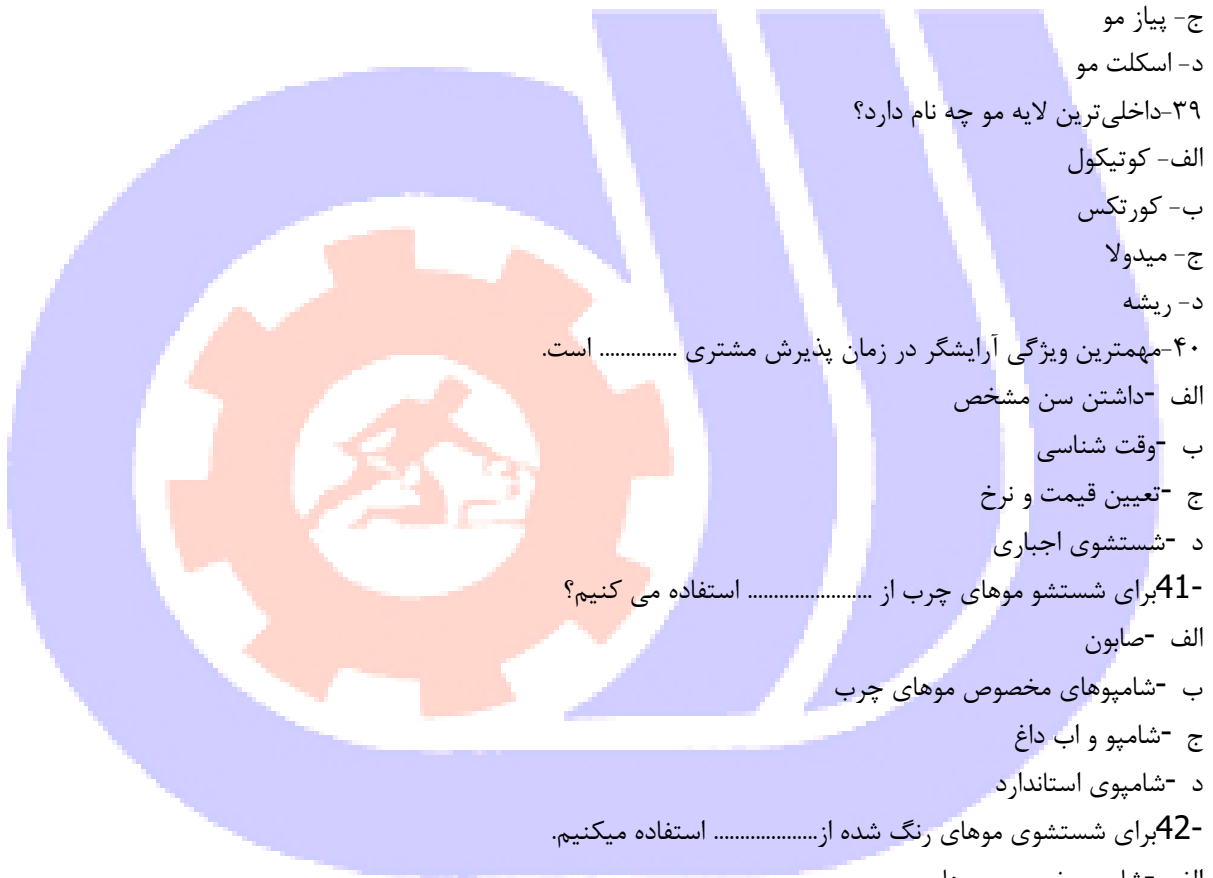 ج- پیاز مو
د- اسکلت مو
۳۹-داخلی‌ترین لایه مو چه نام دارد؟
الف- کوتیکول
ب- کورتکس
ج- میدولا
د- ریشه
۴۰-مهمترین ویژگی آرایشگر در زمان پذیرش مشتری ............... است.
الف -داشتن سن مشخص
ب -وقت شناسی
ج -تعیین قیمت و نرخ
د -شستشوی اجباری
-41برای شستشو موهای چرب از ........................ استفاده می کنیم؟
الف -صابون
ب -شامپوهای مخصوص موهای چرب
ج -شامپو و اب داغ
د -شامپوی استاندارد
-42برای شستشوی موهای رنگ شده از.................... استفاده میکنیم.